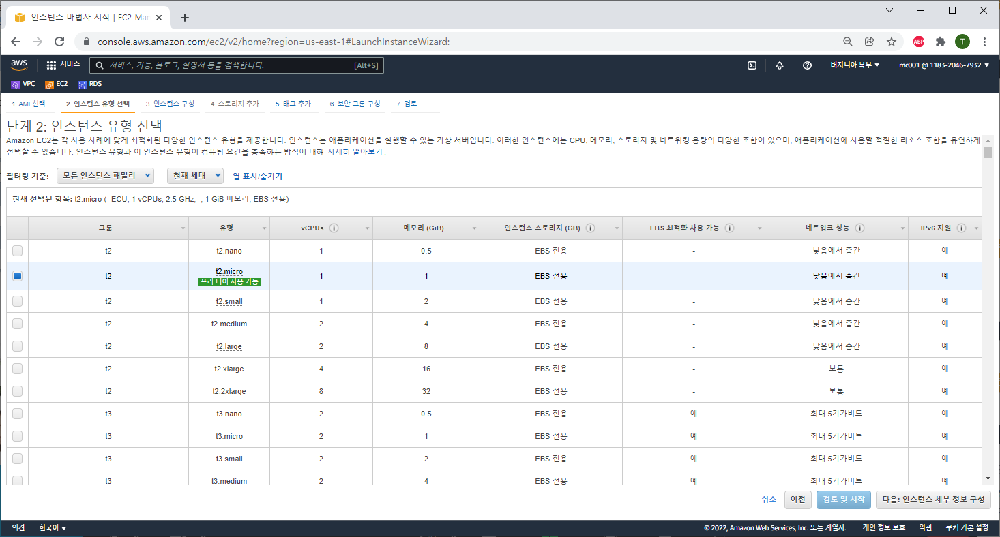 인스턴스 마법사 시작 | EC2 Mar
console.aws.amazon.com/ec2/v2/home?region=us-east-1#LaunchInstanceWizard:
ABP
T
aws
서비스
서비스, 기능, 블로그, 설명서 등을 검색합니다.
[Alt+S]
버지니아 북부
mc001 @ 1183-2046-7932
VPC EC2 RDS
1. AMI 선택 2. 인스턴스 유형 선택 3. 인스턴스 구성 4. 스토리지 추가 5. 태그 추가 6. 보안 그룹 구성 7. 검토
단계 2: 인스턴스 유형 선택
Amazon EC2는 각 사용 사례에 맞게 최적화된 다양한 인스턴스 유형을 제공합니다. 인스턴스는 애플리케이션을 실행할 수 있는 가상 서버입니다. 이러한 인스턴스에는 CPU, 메모리, 스토리지 및 네트워킹 용량의 다양한 조합이 있으며, 애플리케이션에 사용할 적절한 리소스 조합을 유연하게
선택할 수 있습니다. 인스턴스 유형과 이 인스턴스 유형이 컴퓨팅 요건을 충족하는 방식에 대해 자세히 알아보기.
필터링 기준: 모든 인스턴스 패밀리 현재 세대 열 표시/숨기기
현재 선택된 항목: t2.micro (- ECU, 1 vCPUs, 2.5 GHz, -, 1 GiB 메모리, EBS 전용)
그룹 유형 vCPUs 메모리 (GiB) 인스턴스 스토리지 (GB) EBS 최적화 사용 가능 네트워크 성능 IPv6 지원
t2 t2.nano 1 0.5 EBS 전용 - 낮음에서 중간 예
t2 t2.micro 1 1 EBS 전용 - 낮음에서 중간 예
프리 티어 사용 가능
t2 t2.small 1 2 EBS 전용 - 낮음에서 중간 예
t2 t2.medium 2 4 EBS 전용 - 낮음에서 중간 예
t2 t2.large 2 8 EBS 전용 - 낮음에서 중간 예
t2 t2.xlarge 4 16 EBS 전용 - 보통 예
t2 t2.2xlarge 8 32 EBS 전용 - 보통 예
t3 t3.nano 2 0.5 EBS 전용 예 최대 5기가비트 예
t3 t3.micro 2 1 EBS 전용 예 최대 5기가비트 예
t3 t3.small 2 2 EBS 전용 예 최대 5기가비트 예
t3 t3.medium 2 4 EBS 전용 예 최대 5기가비트 예
취소 이전 검토 및 시작 다음: 인스턴스 세부 정보 구성
의견 한국어 © 2022, Amazon Web Services, Inc. 또는 계열사. 개인 정보 보호 약관 쿠키 기본 설정